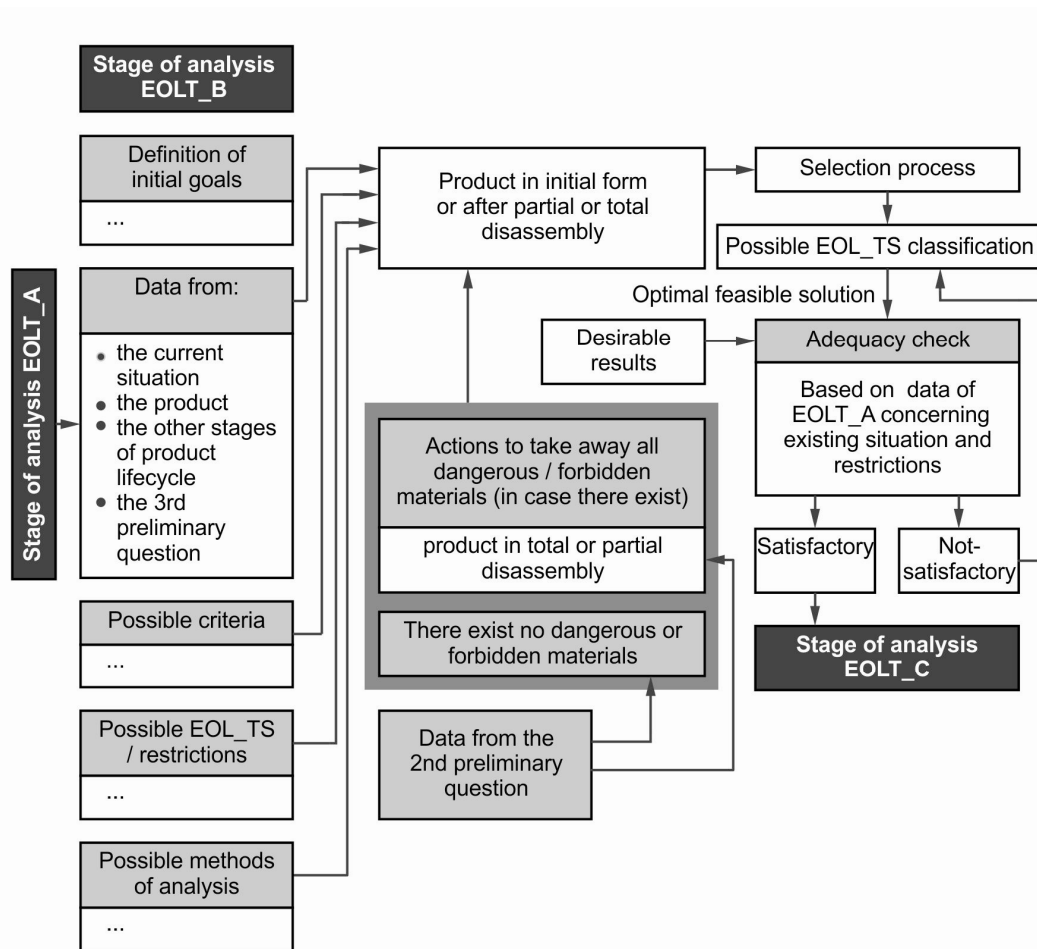 Stage of analysis
EOLT_B
Definition of
initial goals
...
Stage of analysis EOLT_A
Data from:
• the current
situation
• the product
• the other stages
of product
lifecycle
• the 3rd
preliminary
question
Possible criteria
...
Possible EOL_TS
/ restrictions
...
Possible methods
of analysis
...
Product in initial form
or after partial or total
disassembly
Actions to take away all
dangerous / forbidden
materials (in case there exist)
product in total or partial
disassembly
There exist no dangerous or
forbidden materials
Data from the
2nd preliminary
question
Selection process
Possible EOL_TS classification
Optimal feasible solution
Desirable
results
Adequacy check
Based on data of
EOLT_A concerning
existing situation and
restrictions
Satisfactory
Not-
satisfactory
Stage of analysis
EOLT_C